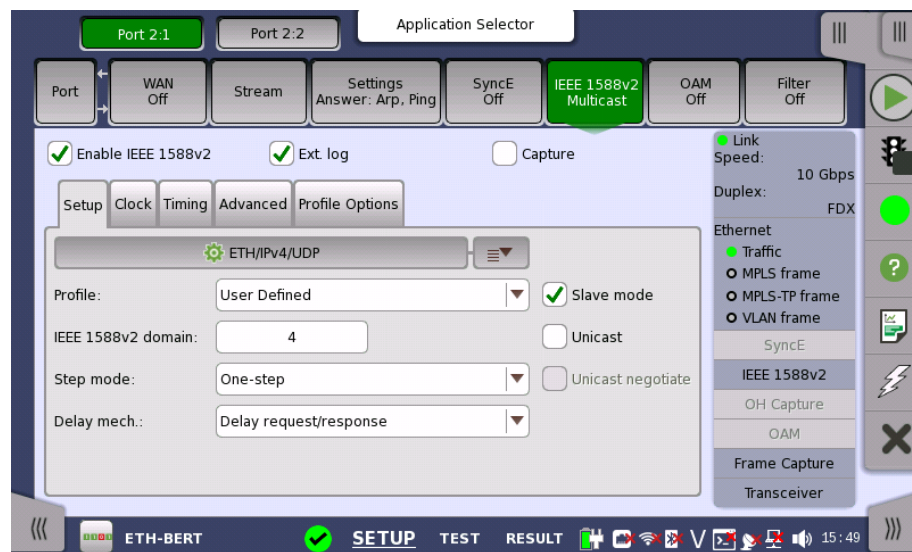 Application Selector
Port 2:1
Port 2:2
Port
WAN
Off
Stream
Settings
Answer: Arp, Ping
SyncE
Off
IEEE 1588v2
Multicast
OAM
Off
Filter
Off
Enable IEEE 1588v2
Ext. log
Capture
Setup
Clock
Timing
Advanced
Profile Options
ETH/IPv4/UDP
Profile:
User Defined
Slave mode
IEEE 1588v2 domain:
4
Unicast
Step mode:
One-step
Unicast negotiate
Delay mech.:
Delay request/response
Link
Speed:
10 Gbps
Duplex:
FDX
Ethernet
Traffic
MPLS frame
MPLS-TP frame
VLAN frame
SyncE
IEEE 1588v2
OH Capture
OAM
Frame Capture
Transceiver
ETH-BERT
SETUP
TEST
RESULT
V
15:49